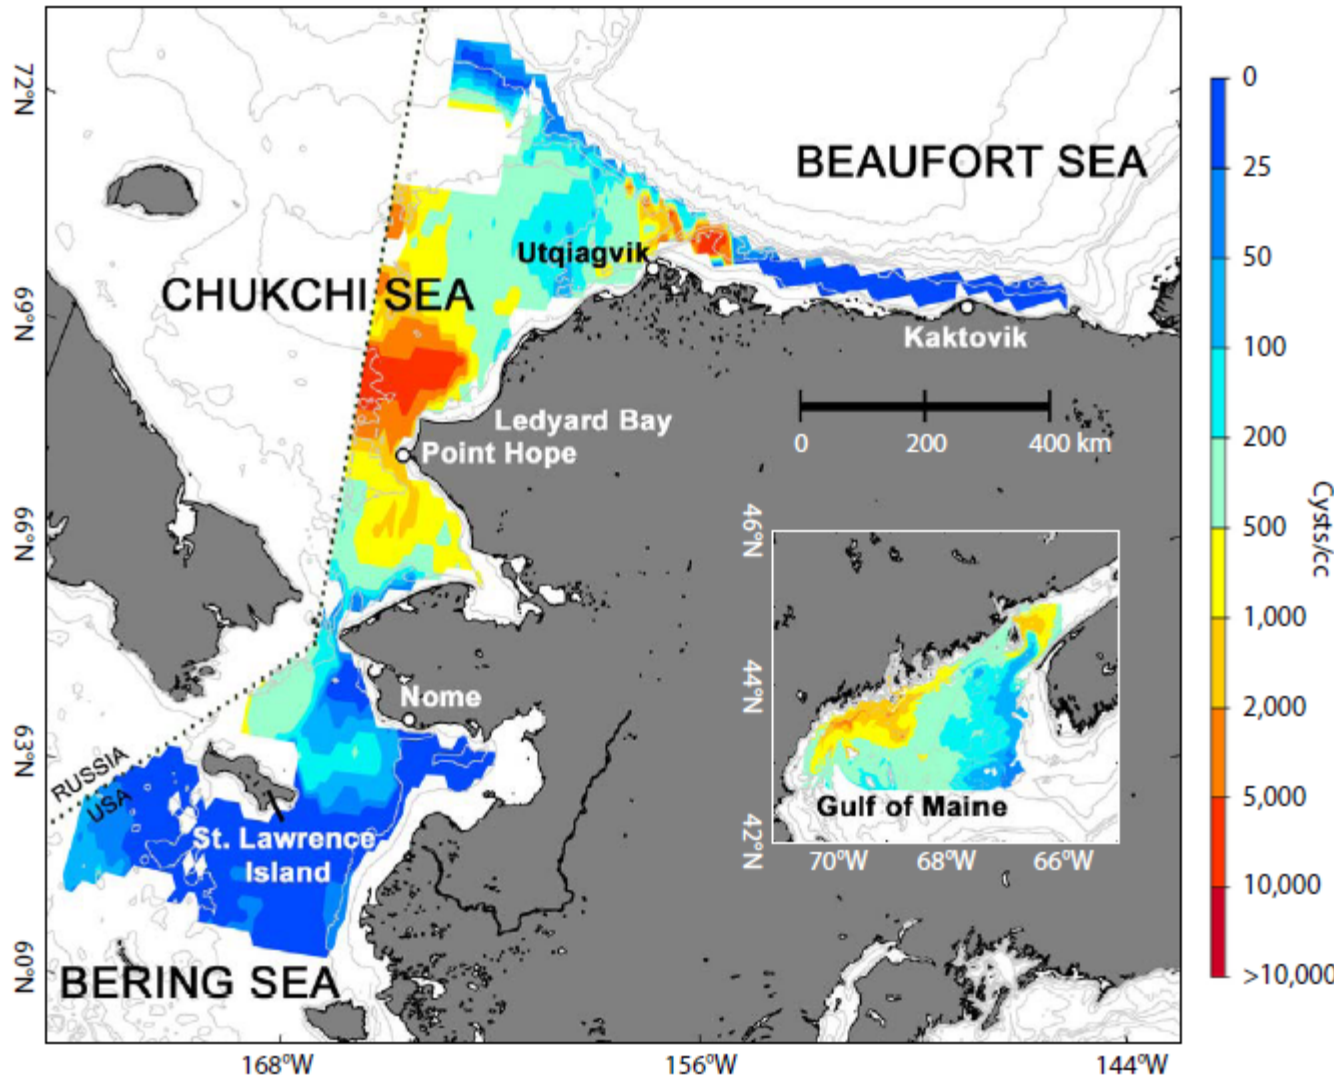 72°N
69°N
66°N
63°N
60°N
168°W
156°W
144°W
BEAUFORT SEA
CHUKCHI SEA
Utqiagvik
Kaktovik
Ledyard Bay
Point Hope
0
200
400 km
Nome
RUSSIA
USA
St. Lawrence
Island
BERING SEA
46°N
44°N
42°N
Gulf of Maine
70°W
68°W
66°W
0
25
50
100
200
500
1,000
2,000
5,000
10,000
>10,000
Cysts/cc